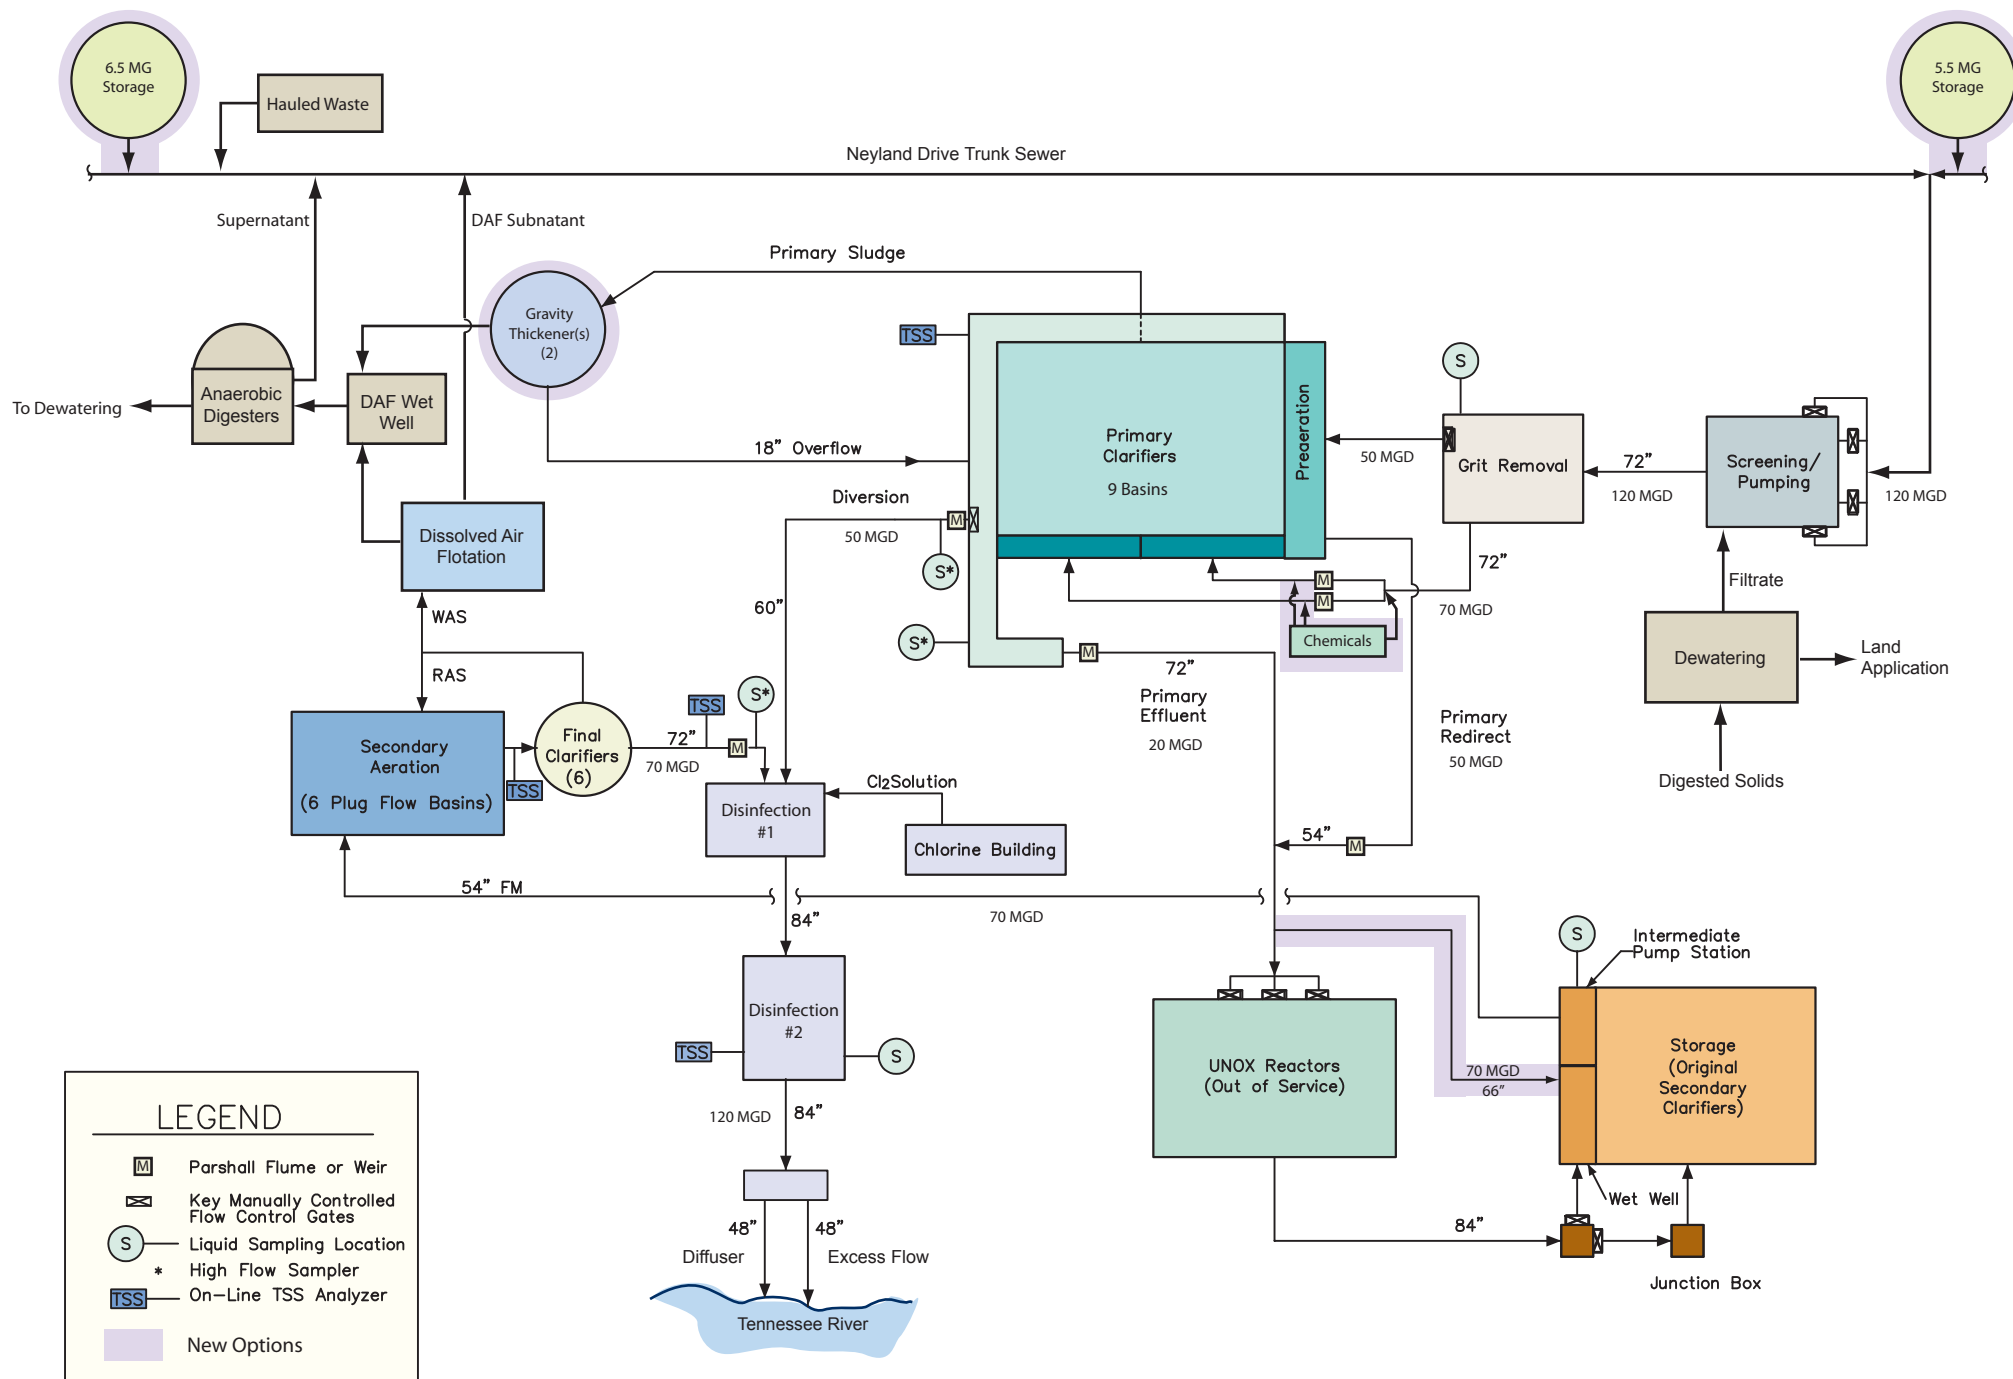 6.5 MG
Storage
Hauled Waste
5.5 MG
Storage
Neyland Drive Trunk Sewer
Supernatant
DAF Subnatant
Primary Sludge
Gravity
Thickener(s)
(2)
TSS
S
Anaerobic
Digesters
To Dewatering
DAF Wet
Well
18” Overflow
Primary
Clarifiers
9 Basins
Preaeration
50 MGD
Grit Removal
72”
120 MGD
Screening/
Pumping
120 MGD
Diversion
50 MGD
M
S*
Dissolved Air
Flotation
72”
70 MGD
Filtrate
M
M
Chemicals
60”
WAS
RAS
S*
M
72”
Primary
Effluent
20 MGD
Dewatering
Land
Application
Primary
Redirect
50 MGD
Digested Solids
Secondary
Aeration
(6 Plug Flow Basins)
TSS
Final
Clarifiers
(6)
72”
70 MGD
TSS
M
S*
Disinfection
#1
Cl2Solution
Chlorine Building
54”
M
54” FM
70 MGD
84”
S
Intermediate
Pump Station
Disinfection
#2
TSS
S
UNOX Reactors
(Out of Service)
70 MGD
66”
Storage
(Original
Secondary
Clarifiers)
120 MGD
84”
Wet Well
84”
Junction Box
48”
48”
Diffuser
Excess Flow
Tennessee River
LEGEND
M
Parshall Flume or Weir
Key Manually Controlled
Flow Control Gates
S
Liquid Sampling Location
*
High Flow Sampler
TSS
On-Line TSS Analyzer
New Options